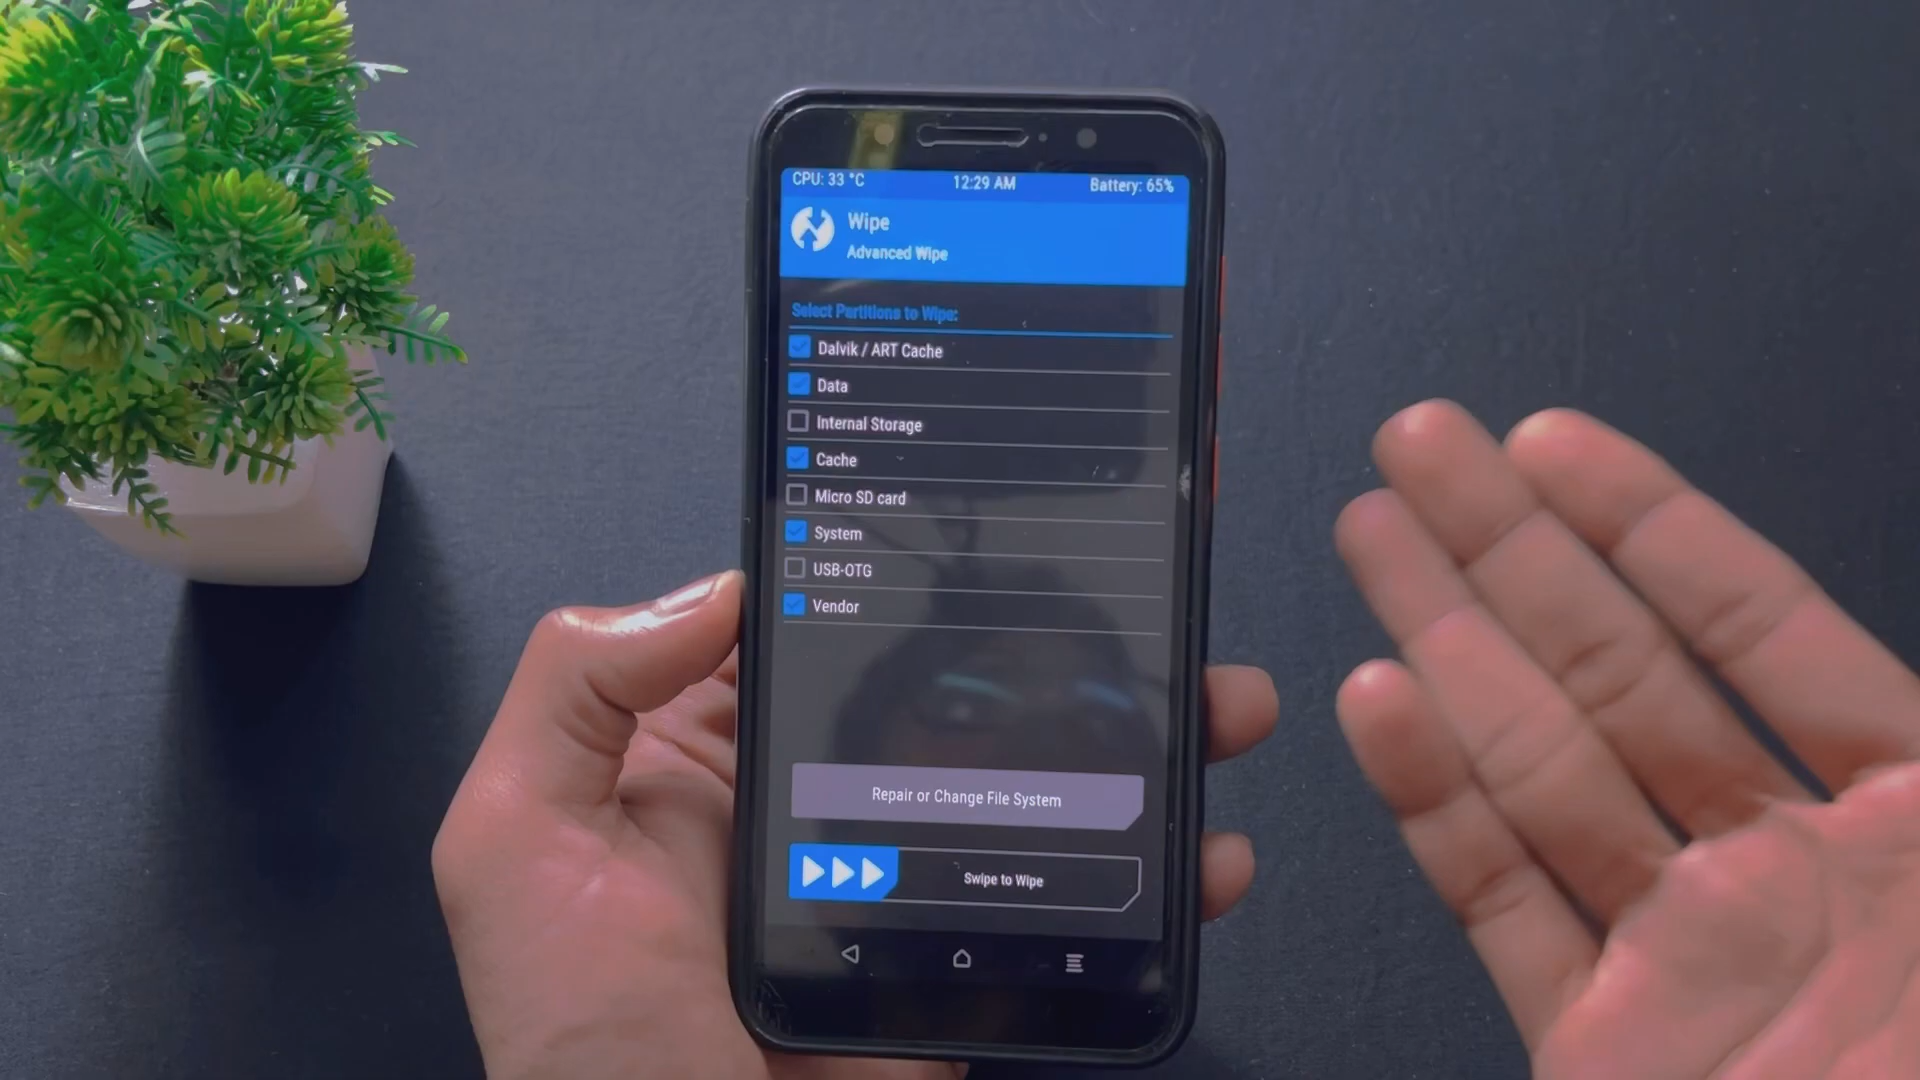 CPU: 33 °C 12:29 AM Battery: 65%
Wipe
Advanced Wipe
Select Partitions to Wipe:
Dalvik / ART Cache
Data
Internal Storage
Cache
Micro SD card
System
USB-OTG
Vendor
Repair or Change File System
Swipe to Wipe